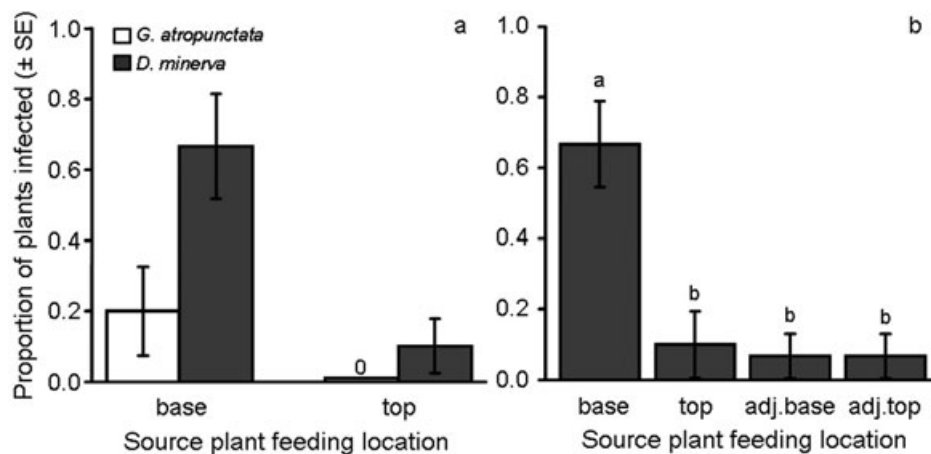 Proportion of plants infected (± SE)
1.0
0.8
0.6
0.4
0.2
0.0
G. atropunctata
D. minerva
a
0
base top
Source plant feeding location
1.0
0.8
0.6
0.4
0.2
0.0
b
a
b
b
b
base top adj.base adj.top
Source plant feeding location